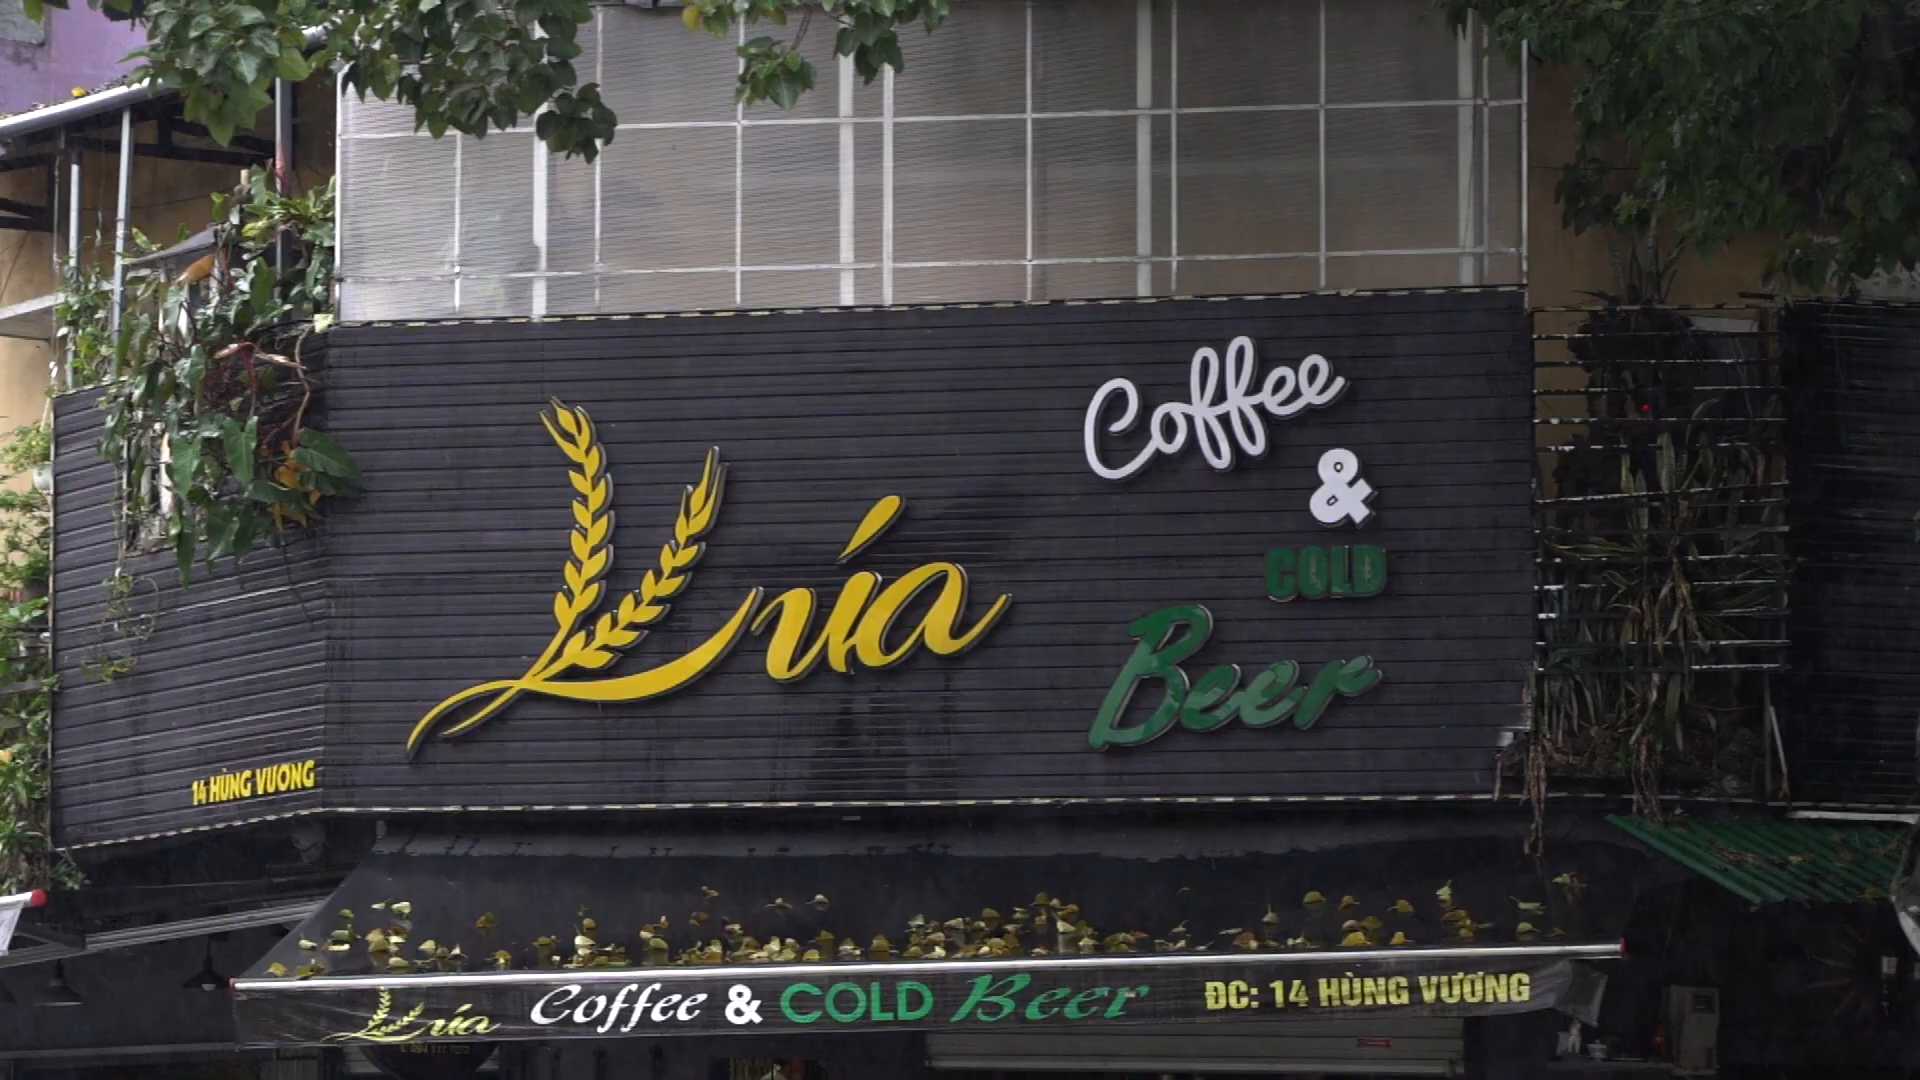 Lúa
Coffee
&
COLD
Beer
14 HÙNG VƯƠNG
Lúa Coffee & COLD Beer ĐC: 14 HÙNG VƯƠNG